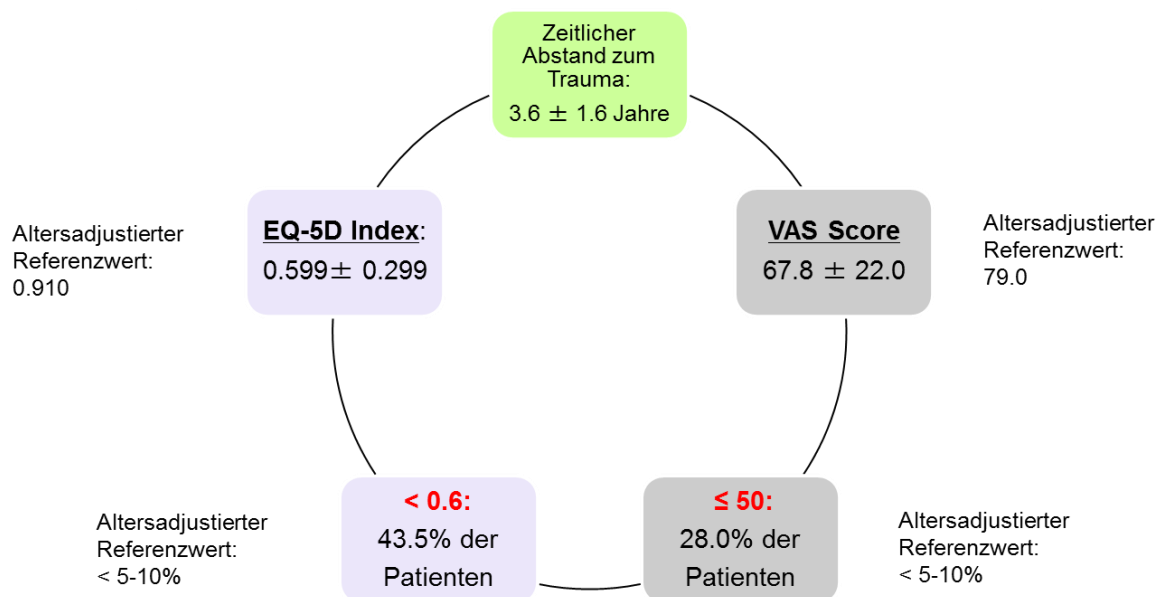 Zeitlicher
Abstand zum
Trauma:
3.6 ± 1.6 Jahre
Altersadjustierter
Referenzwert:
0.910
EQ-5D Index:
0.599± 0.299
VAS Score
67.8 ± 22.0
Altersadjustierter
Referenzwert:
79.0
Altersadjustierter
Referenzwert:
< 5-10%
< 0.6:
43.5% der
Patienten
≤ 50:
28.0% der
Patienten
Altersadjustierter
Referenzwert:
< 5-10%